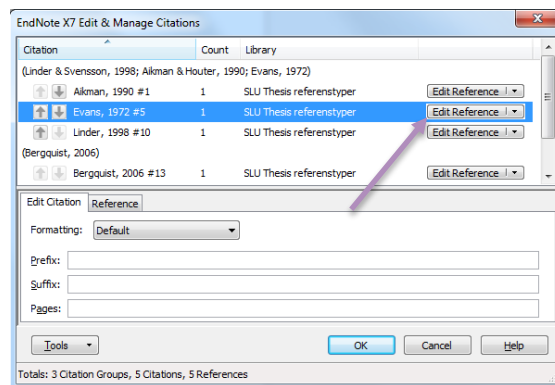 EndNote X7 Edit & Manage Citations
Citation Count Library
(Linder & Svensson, 1998; Aikman & Houter, 1990; Evans, 1972)
Aikman, 1990 #1 1 SLU Thesis referenstyper Edit Reference
Evans, 1972 #5 1 SLU Thesis referenstyper Edit Reference
Linder, 1998 #10 1 SLU Thesis referenstyper Edit Reference
(Bergquist, 2006)
Bergquist, 2006 #13 1 SLU Thesis referenstyper Edit Reference
Edit Citation Reference
Formatting: Default
Prefix:
Suffix:
Pages:
Tools OK Cancel Help
Totals: 3 Citation Groups, 5 Citations, 5 References